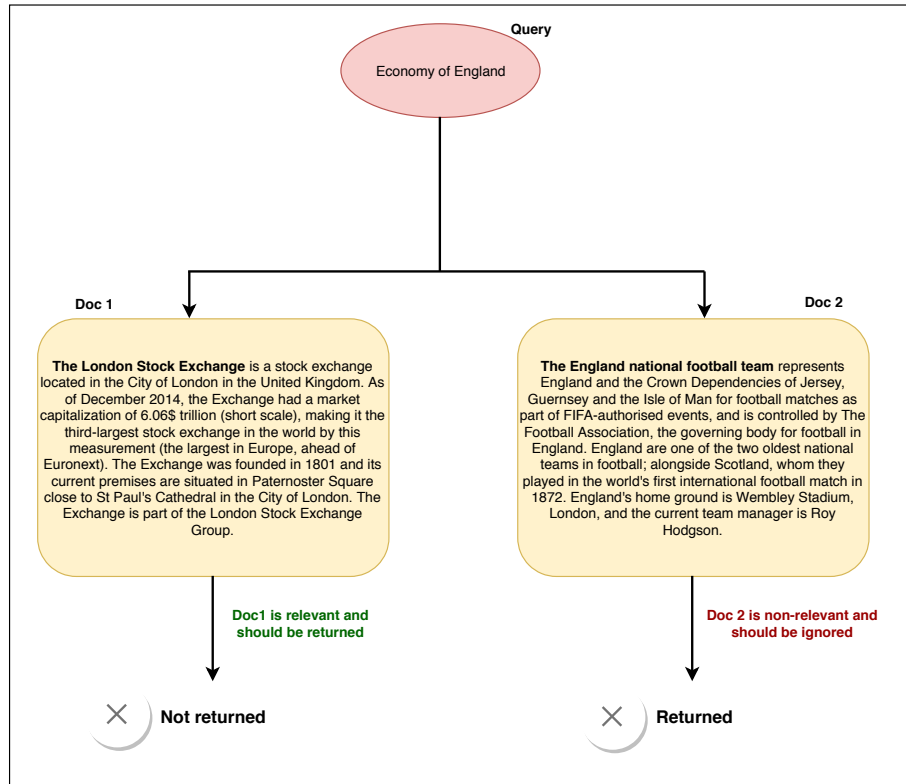 Query
Economy of England
Doc 1
The London Stock Exchange is a stock exchange
located in the City of London in the United Kingdom. As
of December 2014, the Exchange had a market
capitalization of 6.06$ trillion (short scale), making it the
third-largest stock exchange in the world by this
measurement (the largest in Europe, ahead of
Euronext). The Exchange was founded in 1801 and its
current premises are situated in Paternoster Square
close to St Paul's Cathedral in the City of London. The
Exchange is part of the London Stock Exchange
Group.
Doc 2
The England national football team represents
England and the Crown Dependencies of Jersey,
Guernsey and the Isle of Man for football matches as
part of FIFA-authorised events, and is controlled by The
Football Association, the governing body for football in
England. England are one of the two oldest national
teams in football; alongside Scotland, whom they
played in the world's first international football match in
1872. England's home ground is Wembley Stadium,
London, and the current team manager is Roy
Hodgson.
Doc1 is relevant and
should be returned
Doc 2 is non-relevant and
should be ignored
Not returned
Returned